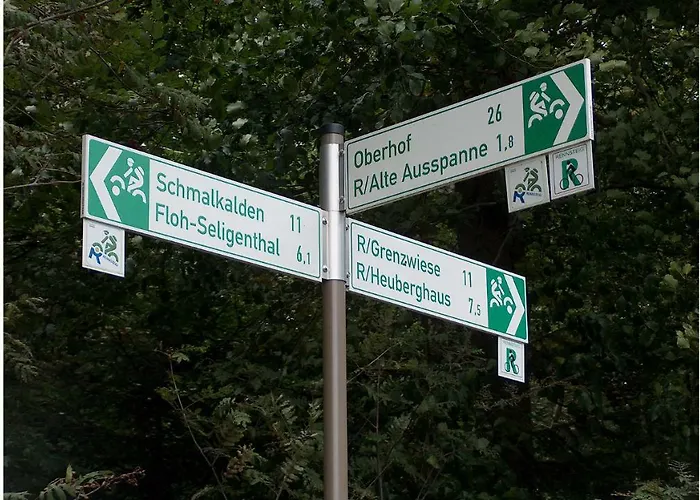 Oberhof 26
R/Alte Ausspanne 1,8
Schmalkalden 11
Floh-Seligenthal 6,1
R/Grenzwiese 11
R/Heuberghaus 7,5
R
R